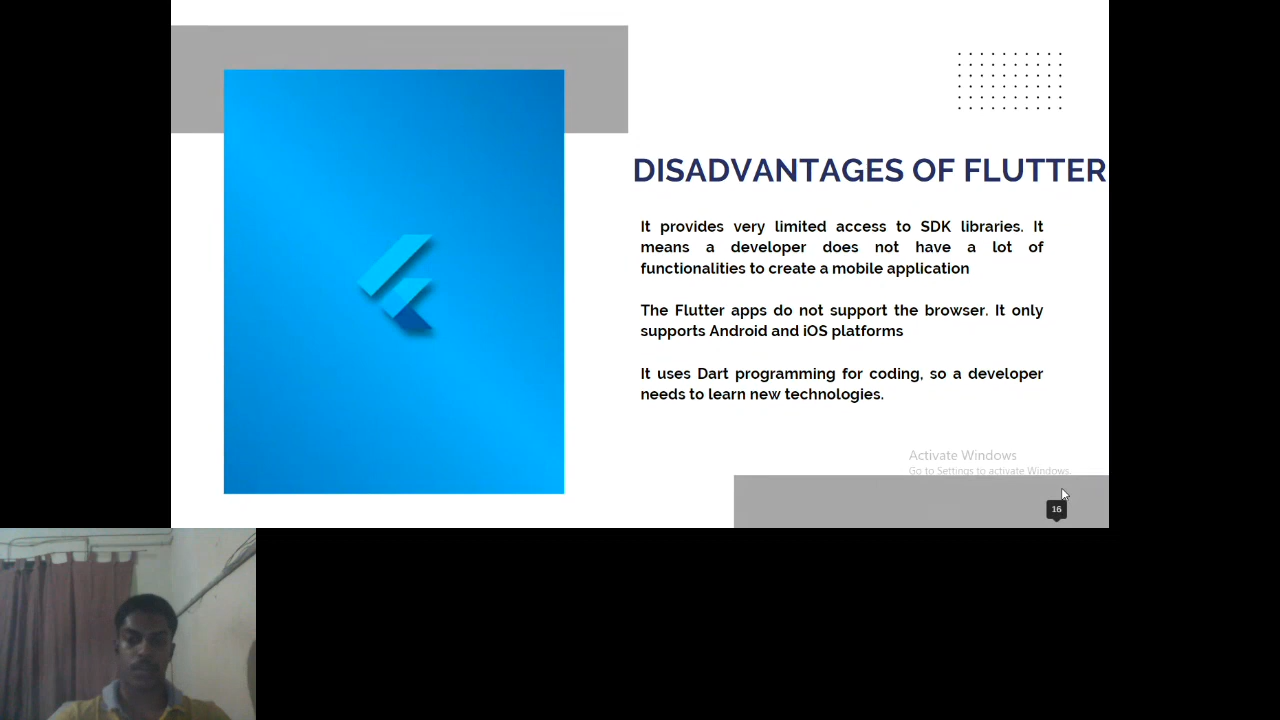 DISADVANTAGES OF FLUTTER
It provides very limited access to SDK libraries. It
means a developer does not have a lot of
functionalities to create a mobile application
The Flutter apps do not support the browser. It only
supports Android and iOS platforms
It uses Dart programming for coding, so a developer
needs to learn new technologies.
Activate Windows
Go to Settings to activate Windows.
16